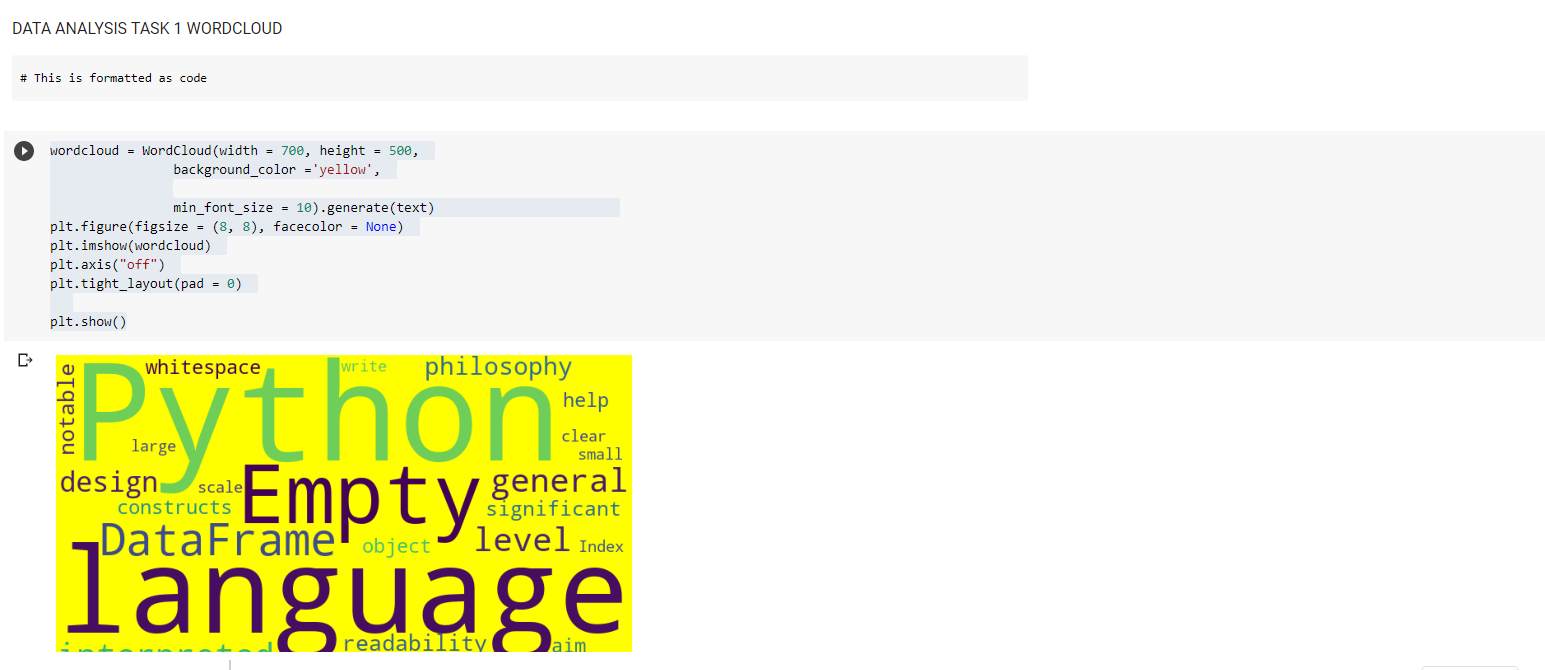 DATA ANALYSIS TASK 1 WORDCLOUD
# This is formatted as code
wordcloud = WordCloud(width = 700, height = 500,
background_color ='yellow',
min_font_size = 10).generate(text)
plt.figure(figsize = (8, 8), facecolor = None)
plt.imshow(wordcloud)
plt.axis("off")
plt.tight_layout(pad = 0)
plt.show()
notable
whitespace
write
philosophy
Python
help
large
clear
small
design
scale
Empty
general
constructs
significant
DataFrame
object
level
Index
language
interpreted
readability
aim